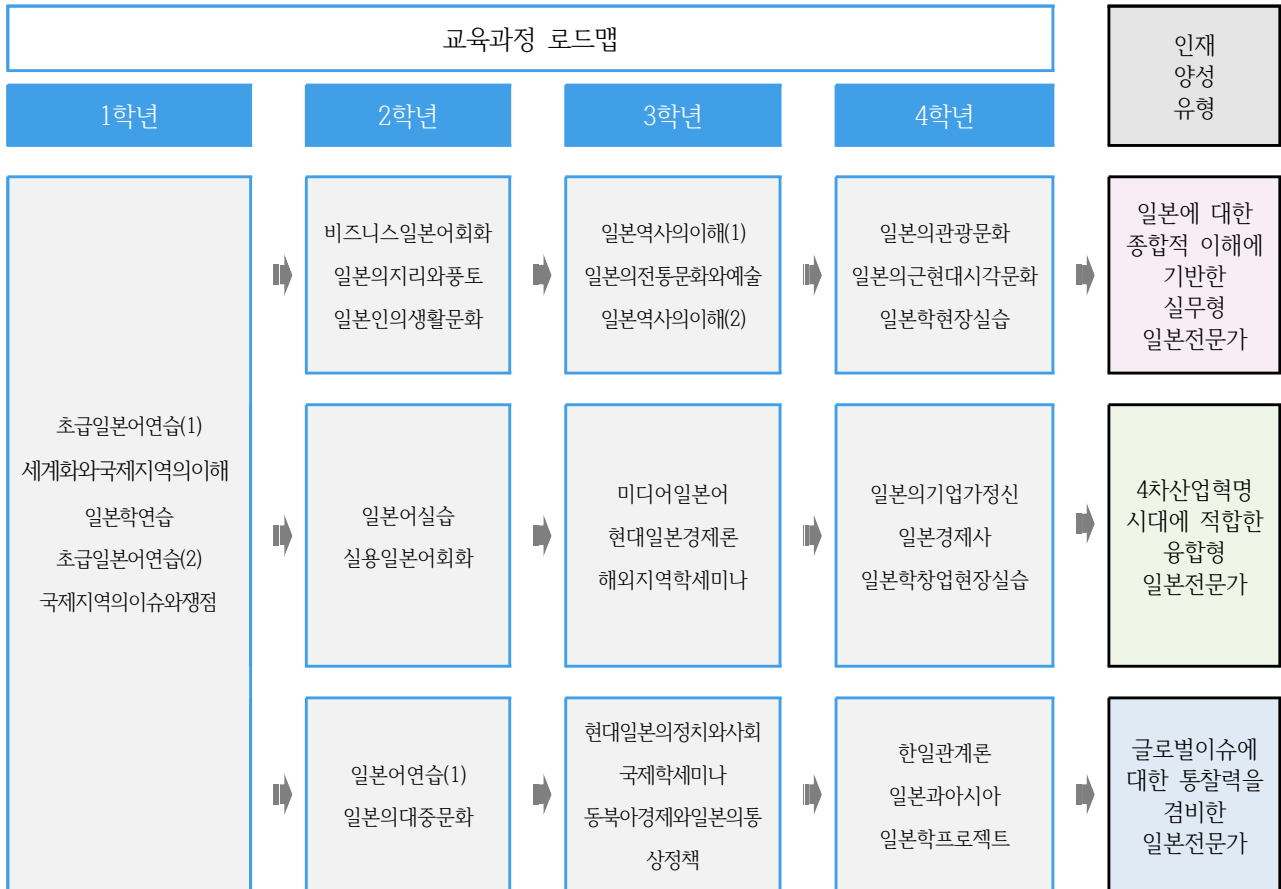 교육과정 로드맵
인재
양성
유형
1학년
2학년
3학년
4학년
초급일본어연습(1)
세계화와국제지역의이해
일본학연습
초급일본어연습(2)
국제지역의이슈와쟁점
비즈니스일본어회화
일본의지리와풍토
일본인의생활문화
일본역사의이해(1)
일본의전통문화와예술
일본역사의이해(2)
일본의관광문화
일본의근현대시각문화
일본학현장실습
일본에 대한
종합적 이해에
기반한
실무형
일본전문가
일본어실습
실용일본어회화
미디어일본어
현대일본경제론
해외지역학세미나
일본의기업가정신
일본경제사
일본학창업현장실습
4차산업혁명
시대에 적합한
융합형
일본전문가
일본어연습(1)
일본의대중문화
현대일본의정치와사회
국제학세미나
동북아경제와일본의통
상정책
한일관계론
일본과아시아
일본학프로젝트
글로벌이슈에
대한 통찰력을
겸비한
일본전문가